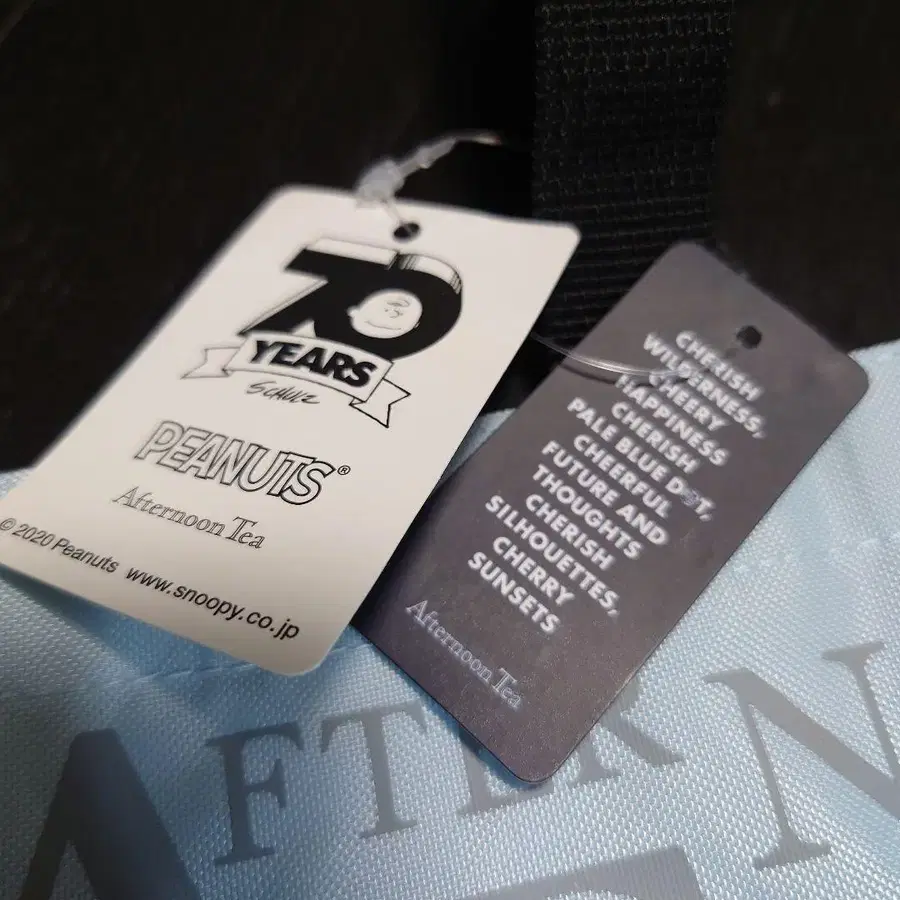 70
YEARS
SCHULZ
PEANUTS®
Afternoon Tea
© 2020 Peanuts www.snoopy.co.jp
CHERISH
WILDERNESS,
CHEERY
HAPPINESS
CHERISH
PALE BLUE DOT,
CHEERFUL
FUTURE AND
THOUGHTS
CHERISH
SILHOUETTES,
CHERRY
SUNSETS
Afternoon Tea
AFTERN